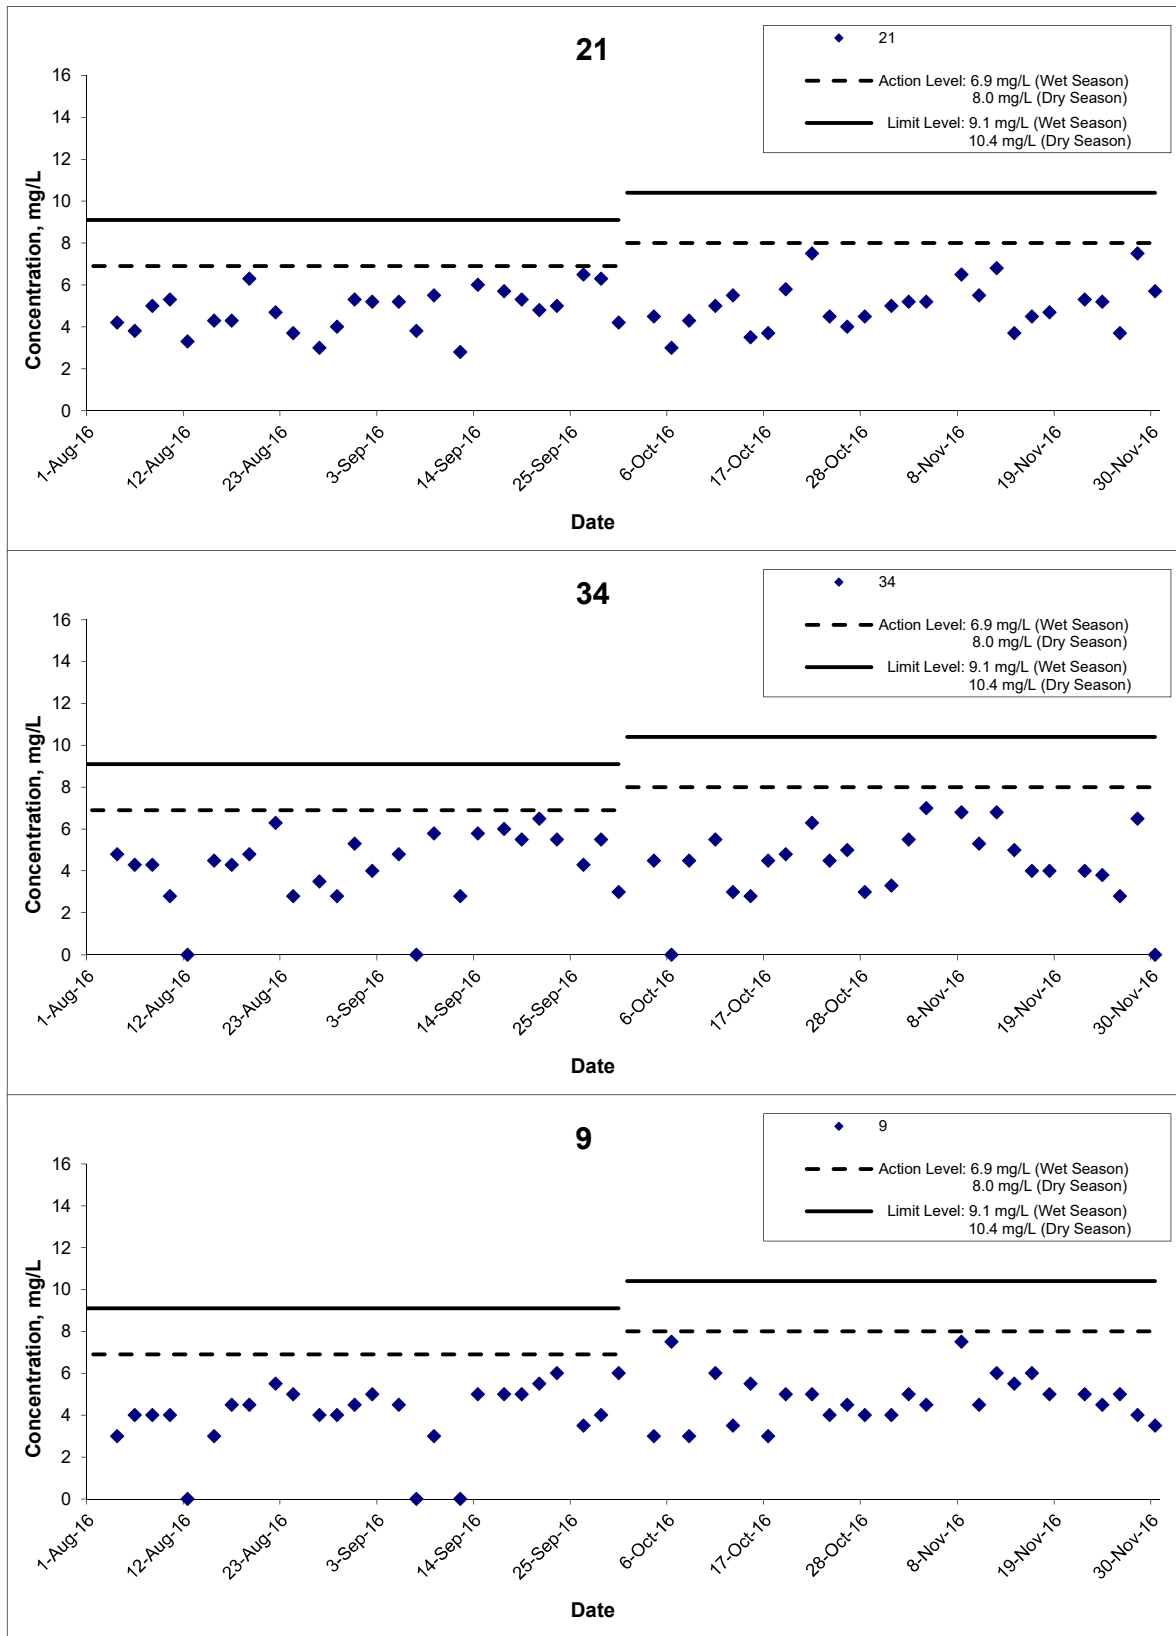 21
21
Action Level: 6.9 mg/L (Wet Season)
8.0 mg/L (Dry Season)
Limit Level: 9.1 mg/L (Wet Season)
10.4 mg/L (Dry Season)
Concentration, mg/L
16
14
12
10
8
6
4
2
0
1-Aug-16
12-Aug-16
23-Aug-16
3-Sep-16
14-Sep-16
25-Sep-16
6-Oct-16
17-Oct-16
28-Oct-16
8-Nov-16
19-Nov-16
30-Nov-16
Date
34
34
Action Level: 6.9 mg/L (Wet Season)
8.0 mg/L (Dry Season)
Limit Level: 9.1 mg/L (Wet Season)
10.4 mg/L (Dry Season)
Concentration, mg/L
16
14
12
10
8
6
4
2
0
1-Aug-16
12-Aug-16
23-Aug-16
3-Sep-16
14-Sep-16
25-Sep-16
6-Oct-16
17-Oct-16
28-Oct-16
8-Nov-16
19-Nov-16
30-Nov-16
Date
9
9
Action Level: 6.9 mg/L (Wet Season)
8.0 mg/L (Dry Season)
Limit Level: 9.1 mg/L (Wet Season)
10.4 mg/L (Dry Season)
Concentration, mg/L
16
14
12
10
8
6
4
2
0
1-Aug-16
12-Aug-16
23-Aug-16
3-Sep-16
14-Sep-16
25-Sep-16
6-Oct-16
17-Oct-16
28-Oct-16
8-Nov-16
19-Nov-16
30-Nov-16
Date